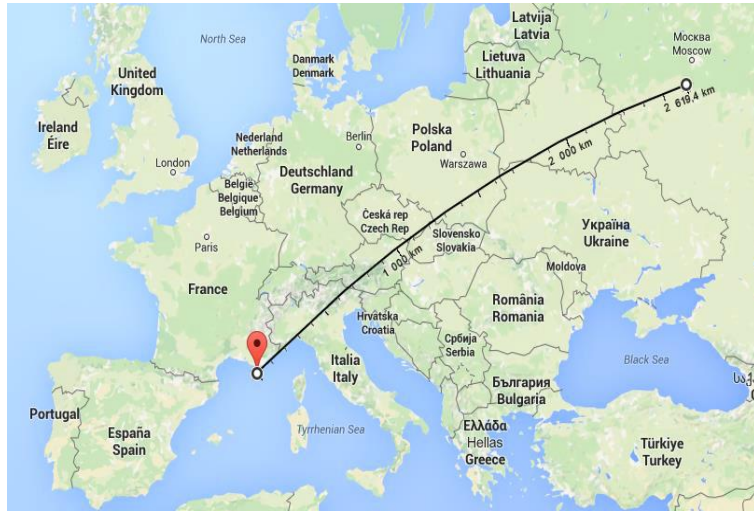 North Sea
Latvija
Latvia
Москва
Moscow
Danmark
Denmark
Lietuva
Lithuania
United
Kingdom
2 619,4 km
Ireland
Éire
Nederland
Netherlands
Berlin
Polska
Poland
2 000 km
London
Warszawa
België
Belgique
Belgium
Deutschland
Germany
Česká rep
Czech Rep
Slovensko
Slovakia
Україна
Ukraine
Paris
1 000 km
Moldova
France
România
Romania
Hrvatska
Croatia
Србија
Serbia
Italia
Italy
Black Sea
България
Bulgaria
Portugal
España
Spain
Tyrrhenian Sea
Ελλάδα
Hellas
Greece
Türkiye
Turkey